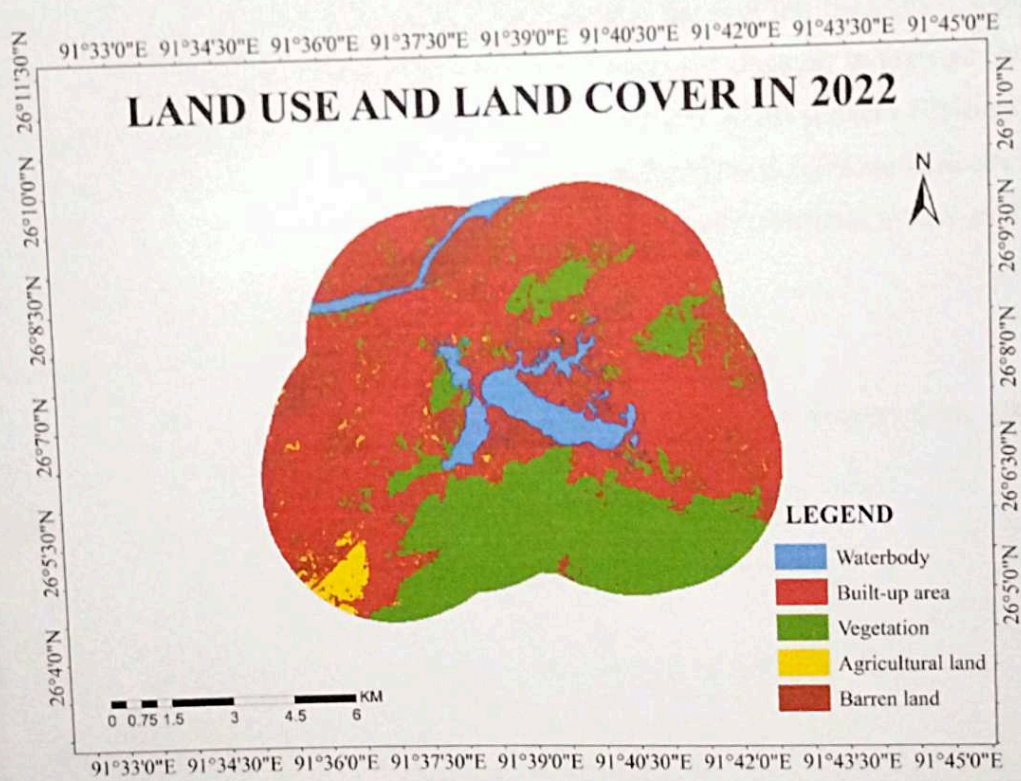 91°33'0"E 91°34'30"E 91°36'0"E 91°37'30"E 91°39'0"E 91°40'30"E 91°42'0"E 91°43'30"E 91°45'0"E
LAND USE AND LAND COVER IN 2022
N
26°11'30"N
26°10'0"N
26°8'30"N
26°7'0"N
26°5'30"N
26°4'0"N
26°11'0"N
26°9'30"N
26°8'0"N
26°6'30"N
26°5'0"N
LEGEND
Waterbody
Built-up area
Vegetation
Agricultural land
Barren land
KM
0 0.75 1.5 3 4.5 6
91°33'0"E 91°34'30"E 91°36'0"E 91°37'30"E 91°39'0"E 91°40'30"E 91°42'0"E 91°43'30"E 91°45'0"E